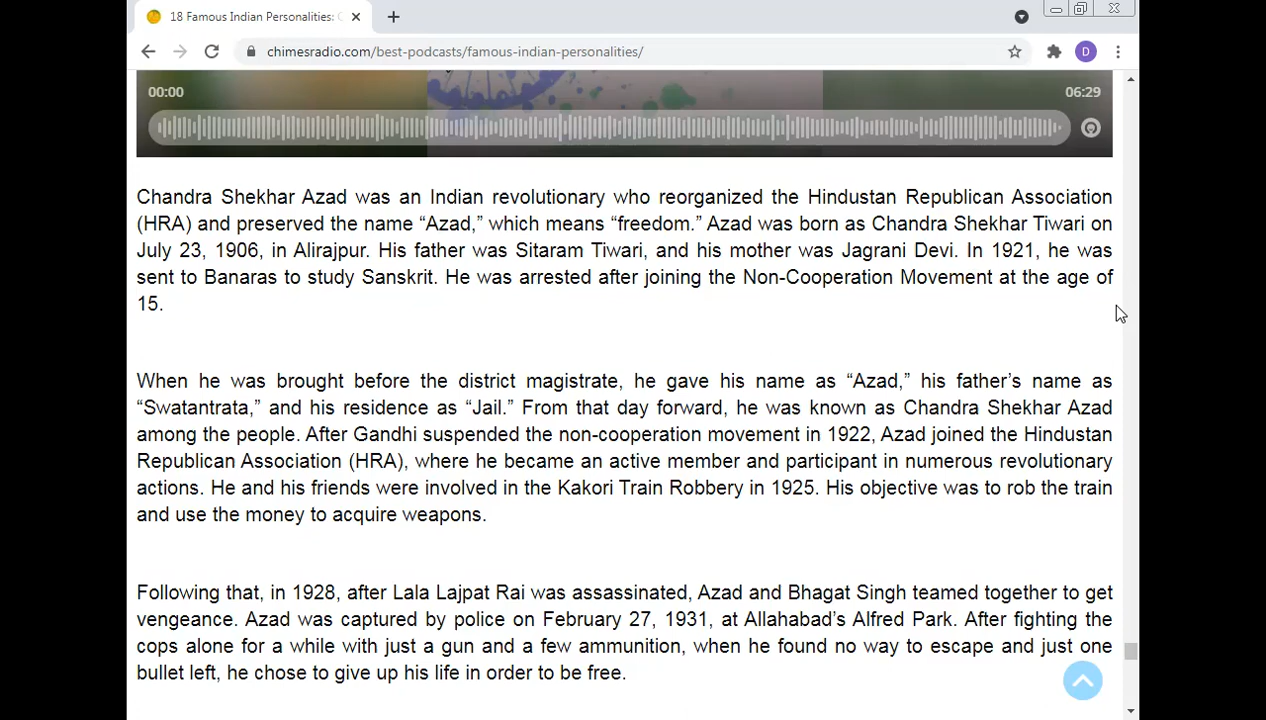 18 Famous Indian Personalities:
chimesradio.com/best-podcasts/famous-indian-personalities/
D
00:00
06:29
Chandra Shekhar Azad was an Indian revolutionary who reorganized the Hindustan Republican Association
(HRA) and preserved the name “Azad,” which means “freedom.” Azad was born as Chandra Shekhar Tiwari on
July 23, 1906, in Alirajpur. His father was Sitaram Tiwari, and his mother was Jagrani Devi. In 1921, he was
sent to Banaras to study Sanskrit. He was arrested after joining the Non-Cooperation Movement at the age of
15.
When he was brought before the district magistrate, he gave his name as “Azad,” his father’s name as
“Swatantrata,” and his residence as “Jail.” From that day forward, he was known as Chandra Shekhar Azad
among the people. After Gandhi suspended the non-cooperation movement in 1922, Azad joined the Hindustan
Republican Association (HRA), where he became an active member and participant in numerous revolutionary
actions. He and his friends were involved in the Kakori Train Robbery in 1925. His objective was to rob the train
and use the money to acquire weapons.
Following that, in 1928, after Lala Lajpat Rai was assassinated, Azad and Bhagat Singh teamed together to get
vengeance. Azad was captured by police on February 27, 1931, at Allahabad’s Alfred Park. After fighting the
cops alone for a while with just a gun and a few ammunition, when he found no way to escape and just one
bullet left, he chose to give up his life in order to be free.